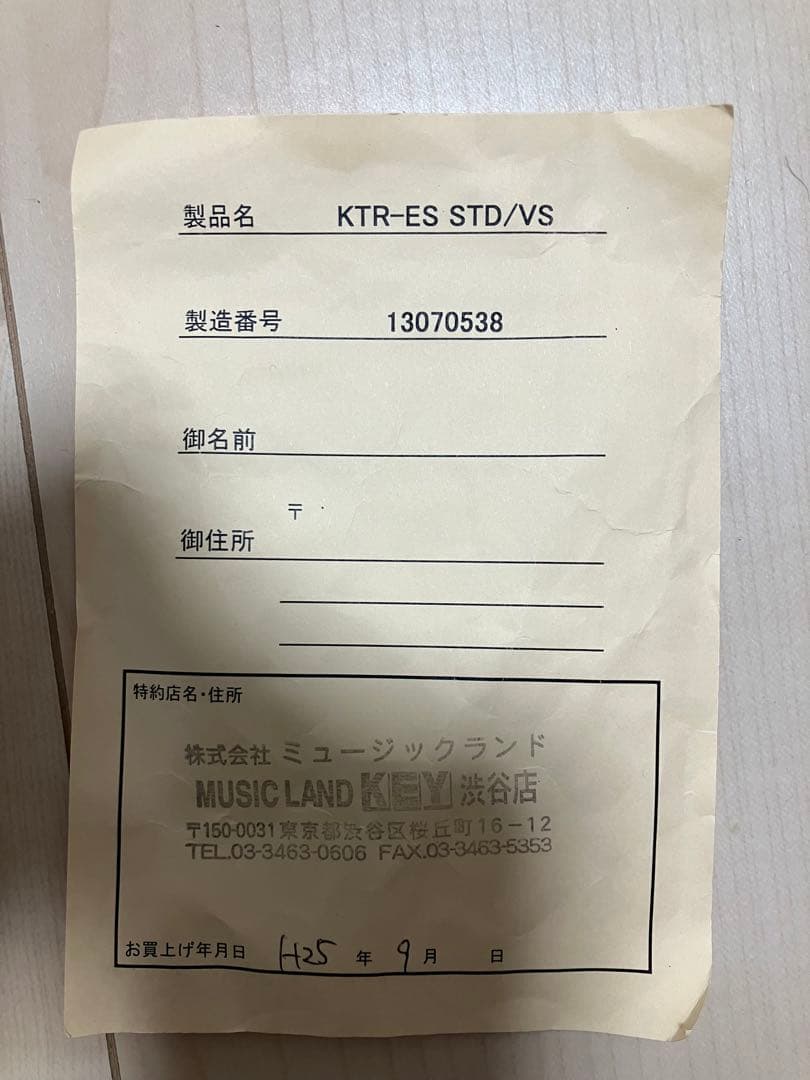 製品名 KTR-ES STD/VS
製造番号 13070538
御名前
〒
御住所
特約店名・住所
株式会社 ミュージックランド
MUSIC LAND KEY 渋谷店
〒150-0031 東京都渋谷区桜丘町16-12
TEL.03-3463-0606 FAX.03-3463-5353
お買上げ年月日 H25 年 9 月 日